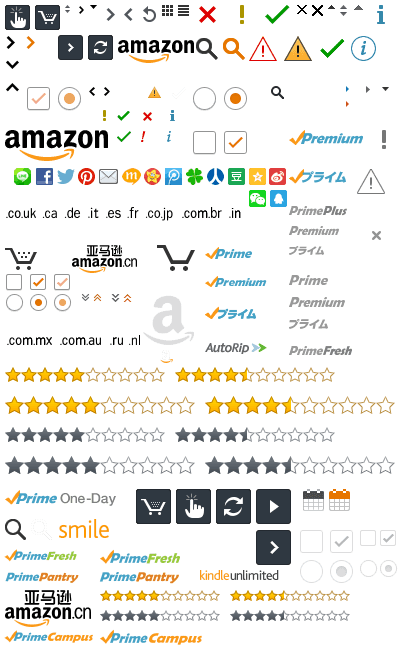 amazon
amazon
Premium
プライム
.co.uk .ca .de .it .es .fr .co.jp .com.br .in
PrimePlus
Premium
プライム
亚马逊
amazon.cn
Prime
Premium
Prime
Premium
プライム
プライム
a
.com.mx .com.au .ru .nl
AutoRip
PrimeFresh
Prime One-Day
smile
PrimeFresh
PrimeFresh
PrimePantry
PrimePantry
kindleunlimited
亚马逊
amazon.cn
PrimeCampus
PrimeCampus